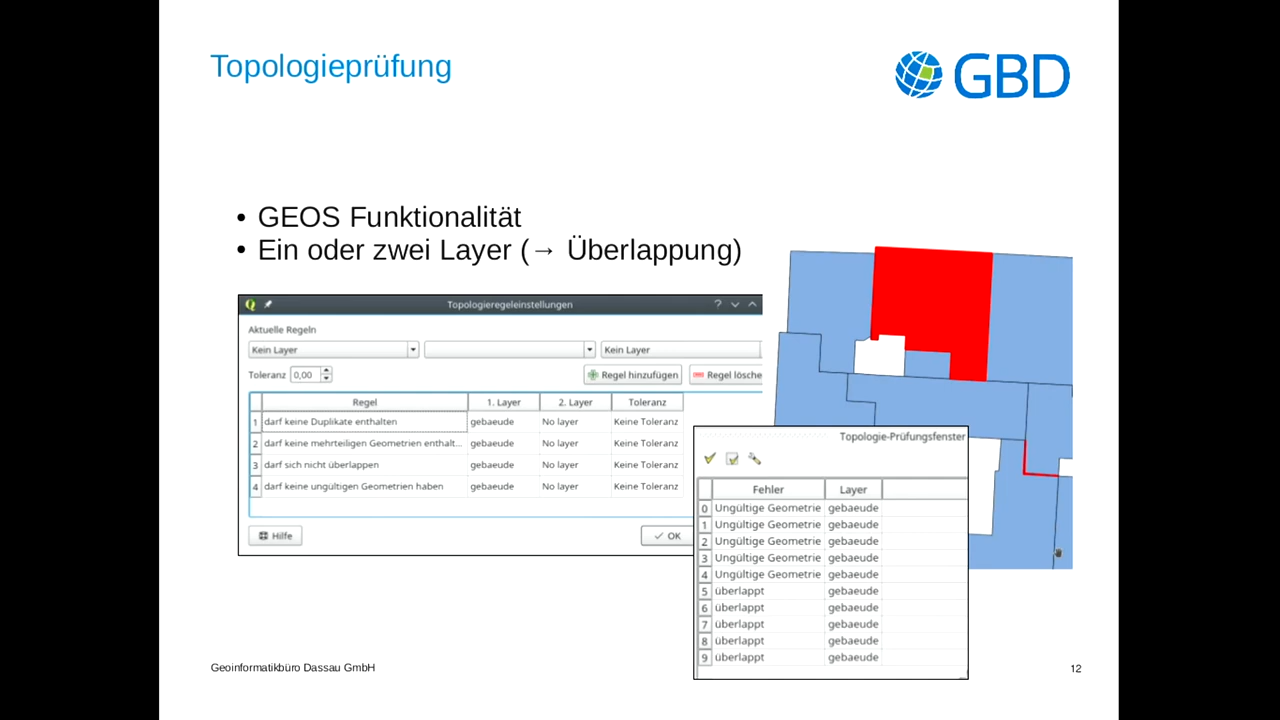 Topologieprüfung
GBD
• GEOS Funktionalität
• Ein oder zwei Layer (→ Überlappung)
Topologieregeleinstellungen
?
Aktuelle Regeln
Kein Layer
Kein Layer
Toleranz 0,00
Regel hinzufügen
Regel lösche
Regel 1. Layer 2. Layer Toleranz
1 darf keine Duplikate enthalten gebaeude No layer Keine Toleranz
2 darf keine mehrteiligen Geometrien enthalt... gebaeude No layer Keine Toleranz
3 darf sich nicht überlappen gebaeude No layer Keine Toleranz
4 darf keine ungültigen Geometrien haben gebaeude No layer Keine Toleranz
Hilfe
OK
Topologie-Prüfungsfenster
Fehler Layer
0 Ungültige Geometrie gebaeude
1 Ungültige Geometrie gebaeude
2 Ungültige Geometrie gebaeude
3 Ungültige Geometrie gebaeude
4 Ungültige Geometrie gebaeude
5 überlappt gebaeude
6 überlappt gebaeude
7 überlappt gebaeude
8 überlappt gebaeude
9 überlappt gebaeude
Geoinformatikbüro Dassau GmbH
12